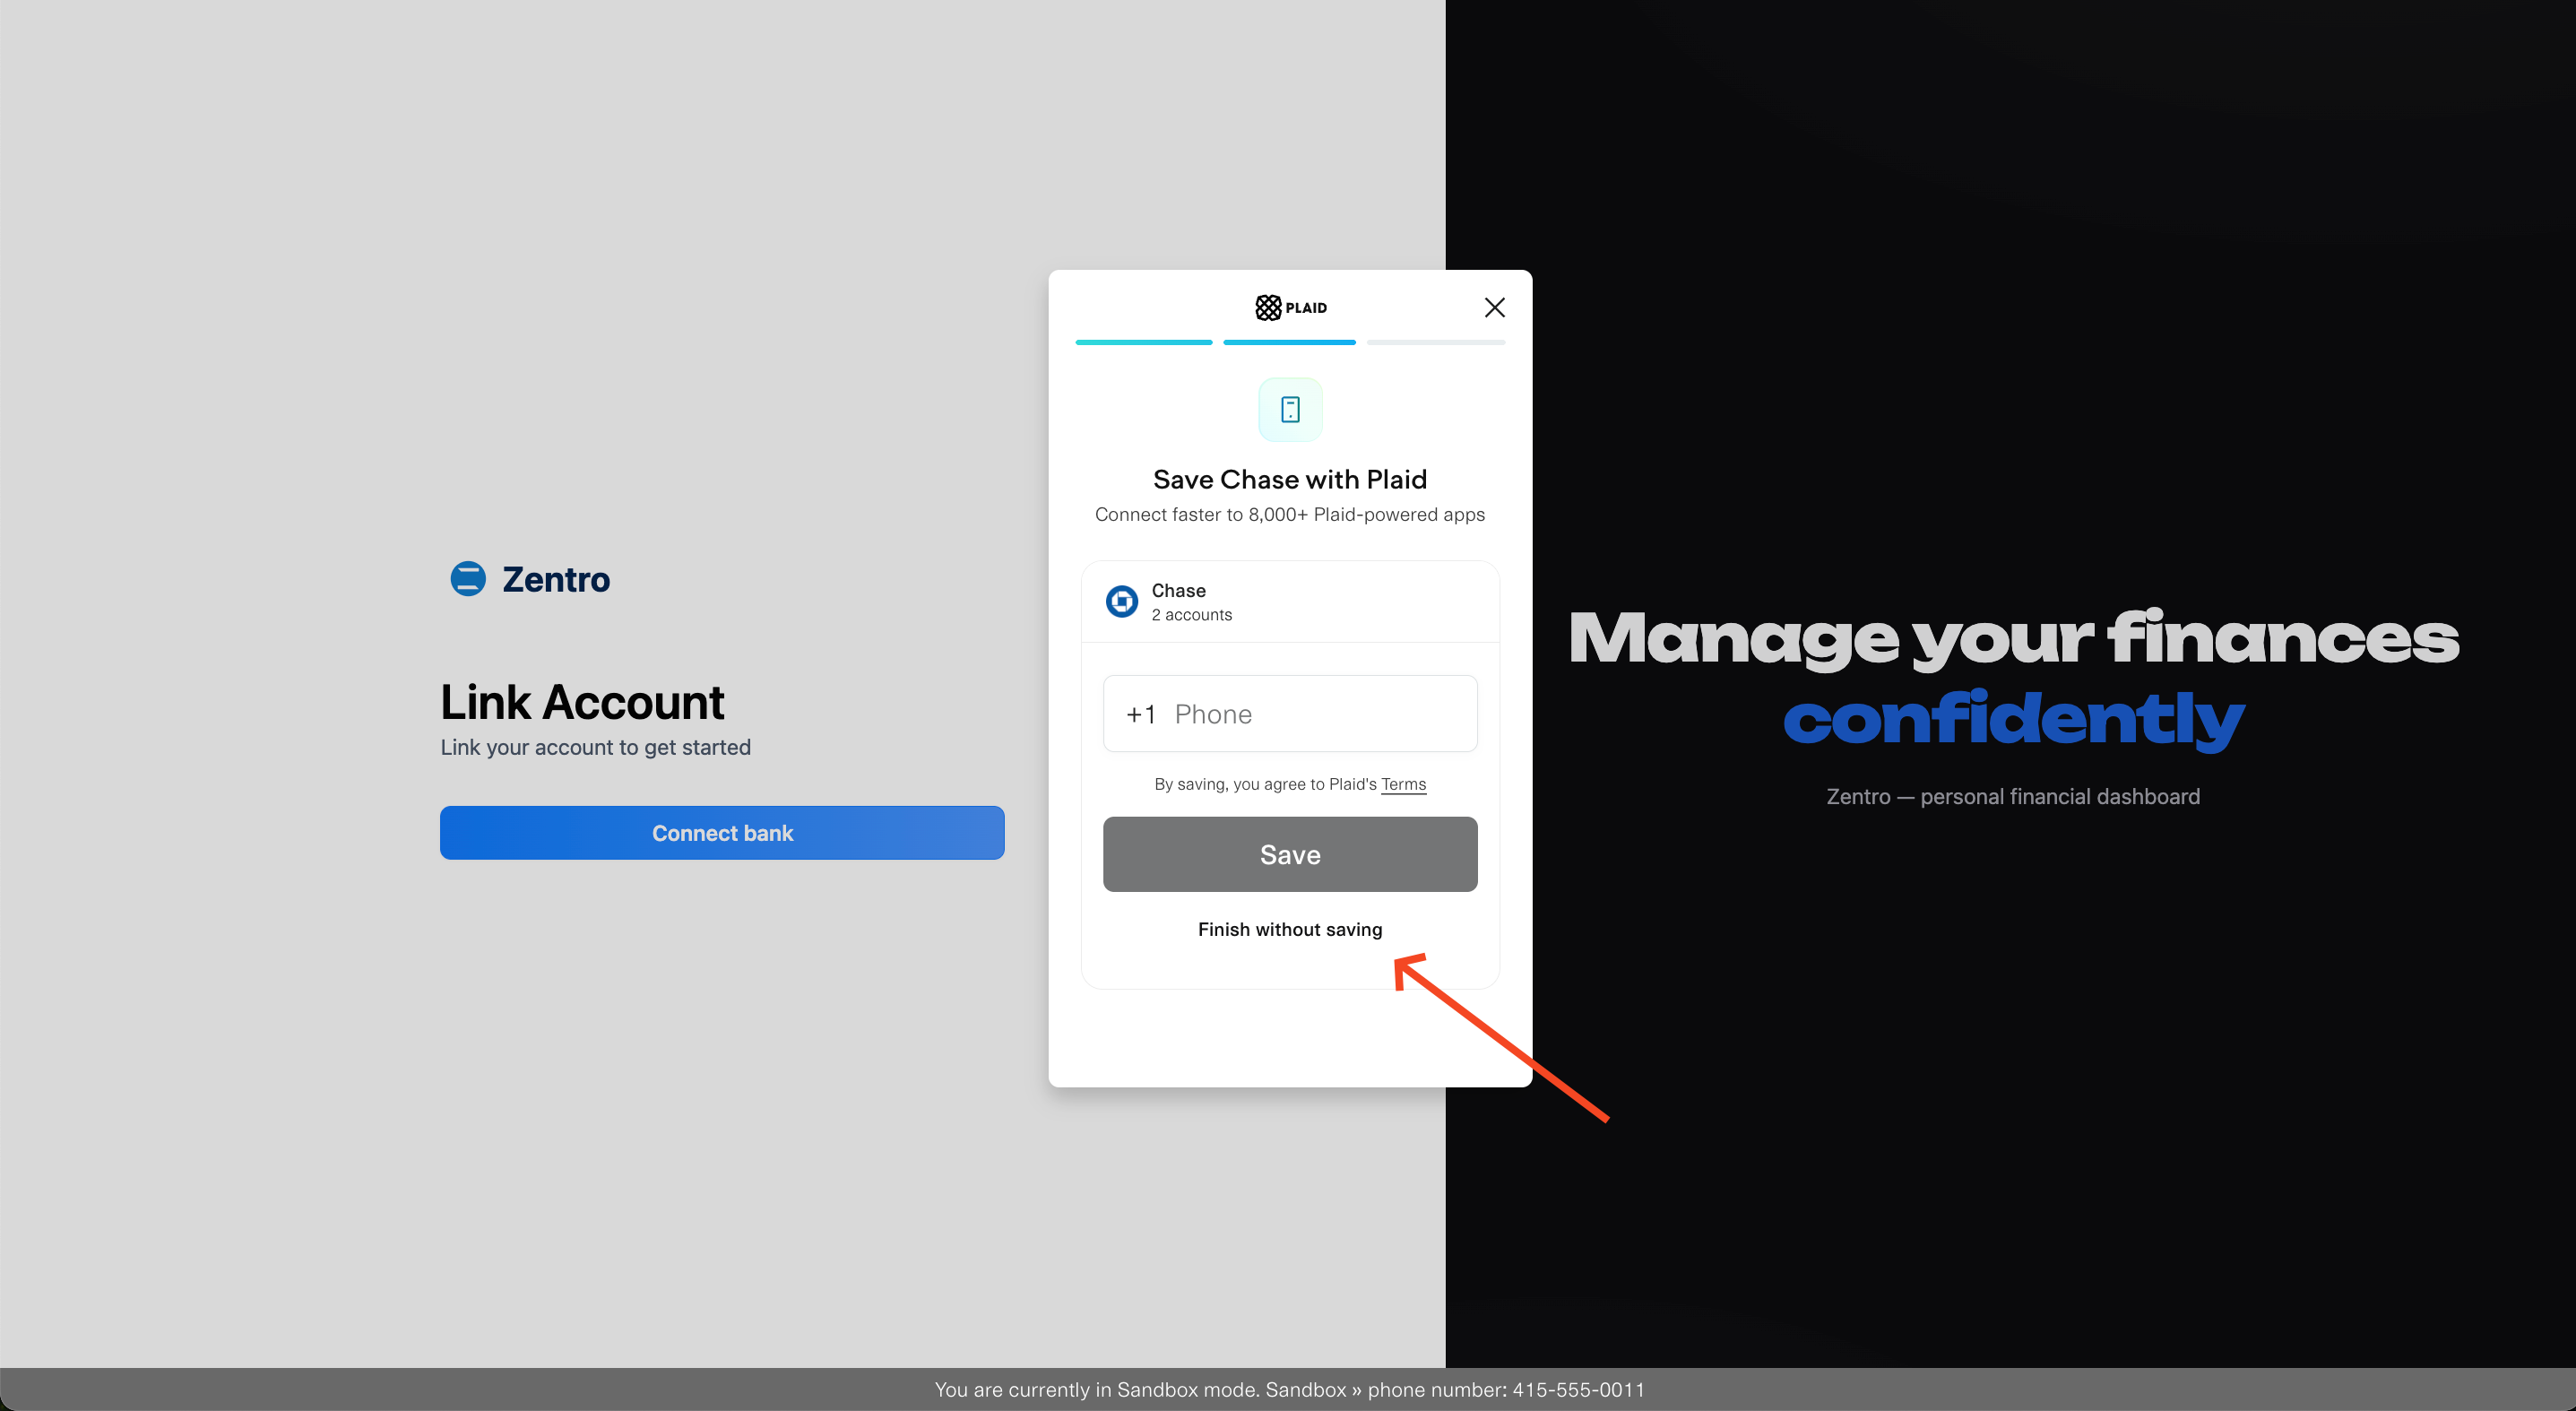 Zentro
Link Account
Link your account to get started
Connect bank
PLAID
Save Chase with Plaid
Connect faster to 8,000+ Plaid-powered apps
Chase
2 accounts
+1 Phone
By saving, you agree to Plaid's Terms
Save
Finish without saving
Manage your finances
confidently
Zentro — personal financial dashboard
You are currently in Sandbox mode. Sandbox » phone number: 415-555-0011